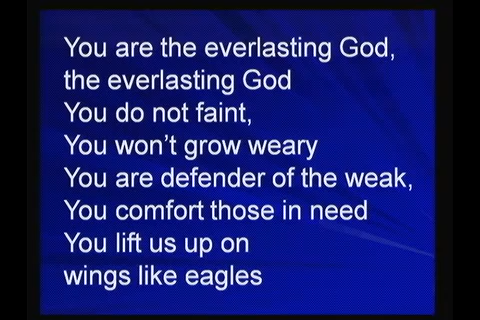 You are the everlasting God,
the everlasting God
You do not faint,
You won't grow weary
You are defender of the weak,
You comfort those in need
You lift us up on
wings like eagles